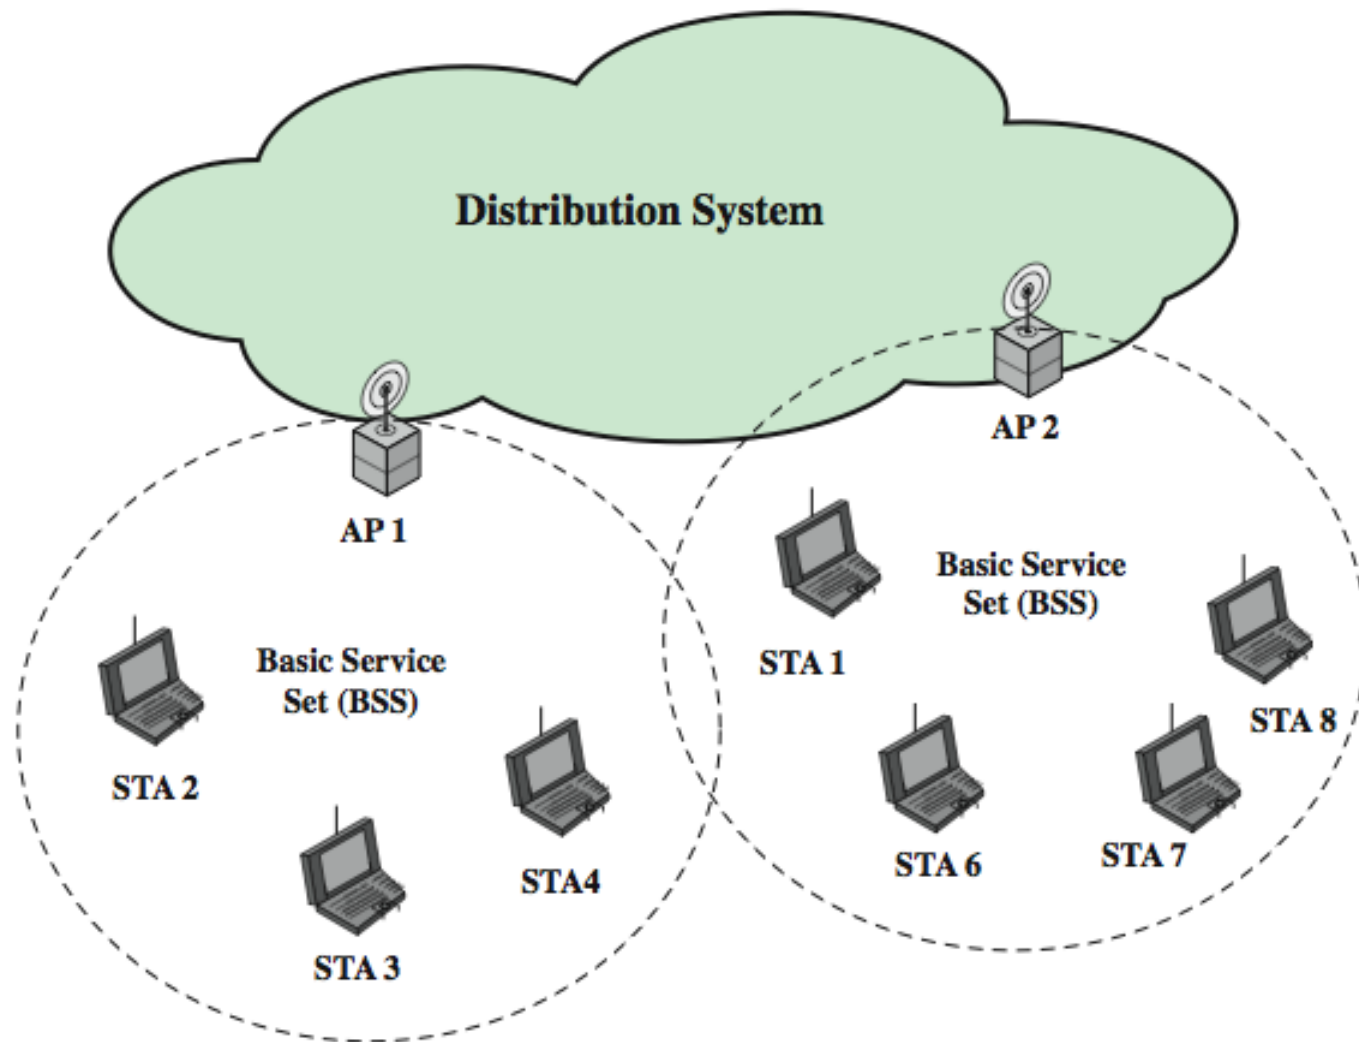 Distribution System
AP 2
AP 1
Basic Service
Set (BSS)
STA 1
STA 8
Basic Service
Set (BSS)
STA 2
STA 6
STA 7
STA4
STA 3